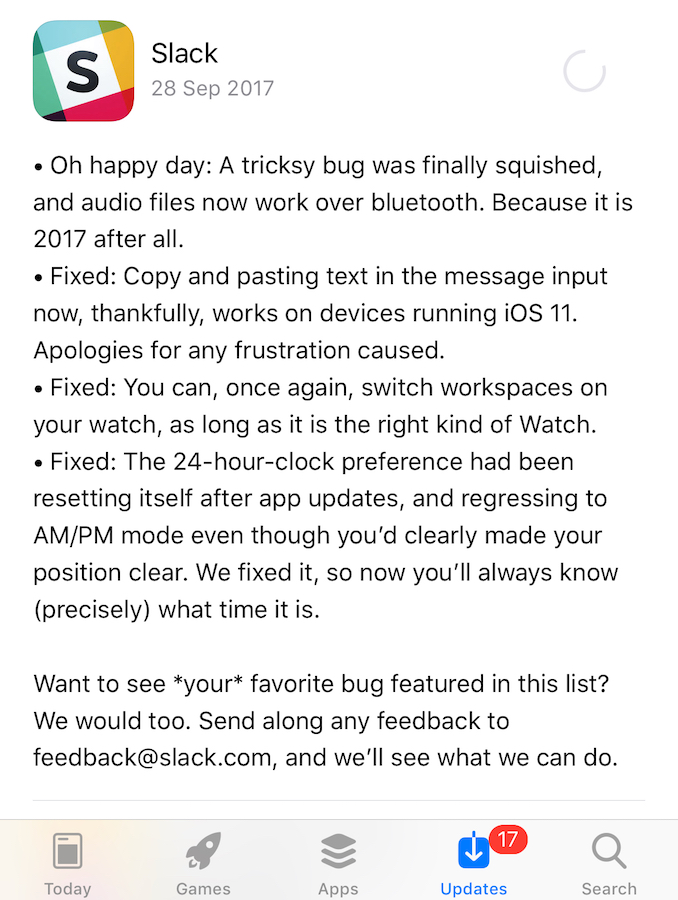 S
Slack
28 Sep 2017
• Oh happy day: A tricksy bug was finally squished,
and audio files now work over bluetooth. Because it is
2017 after all.
• Fixed: Copy and pasting text in the message input
now, thankfully, works on devices running iOS 11.
Apologies for any frustration caused.
• Fixed: You can, once again, switch workspaces on
your watch, as long as it is the right kind of Watch.
• Fixed: The 24-hour-clock preference had been
resetting itself after app updates, and regressing to
AM/PM mode even though you’d clearly made your
position clear. We fixed it, so now you’ll always know
(precisely) what time it is.
Want to see *your* favorite bug featured in this list?
We would too. Send along any feedback to
feedback@slack.com, and we’ll see what we can do.
17
Today Games Apps Updates Search